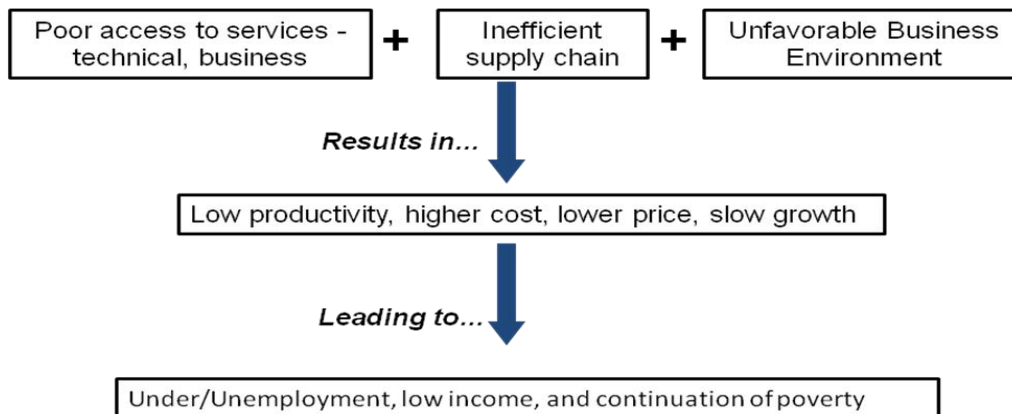 Poor access to services -
technical, business
+
Inefficient
supply chain
+
Unfavorable Business
Environment
Results in...
Low productivity, higher cost, lower price, slow growth
Leading to...
Under/Unemployment, low income, and continuation of poverty